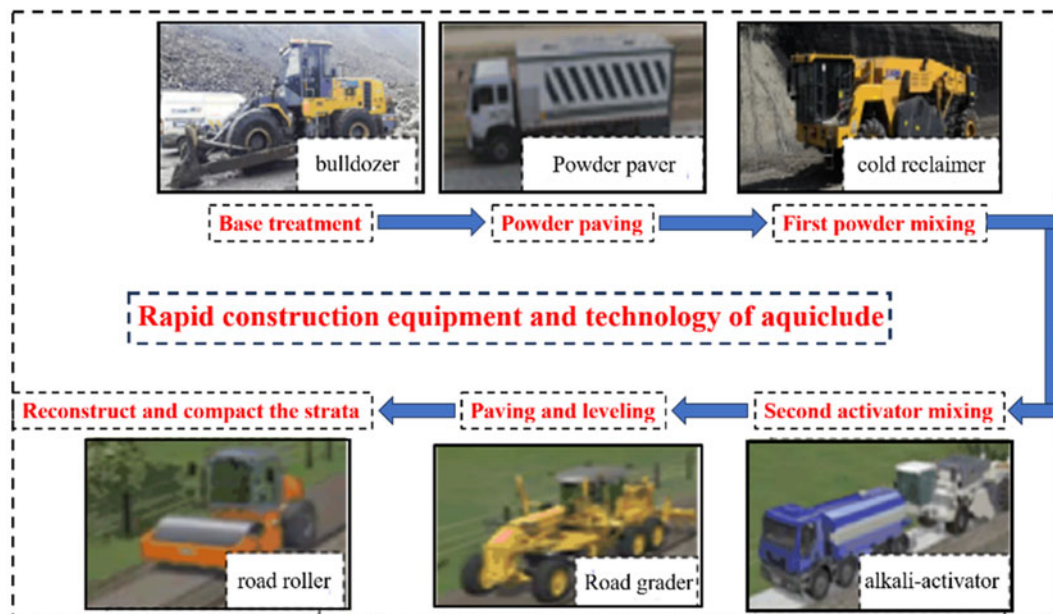 bulldozer
Powder paver
cold reclaimer
Base treatment
Powder paving
First powder mixing
Rapid construction equipment and technology of aquiclude
Reconstruct and compact the strata
Paving and leveling
Second activator mixing
road roller
Road grader
alkali-activator